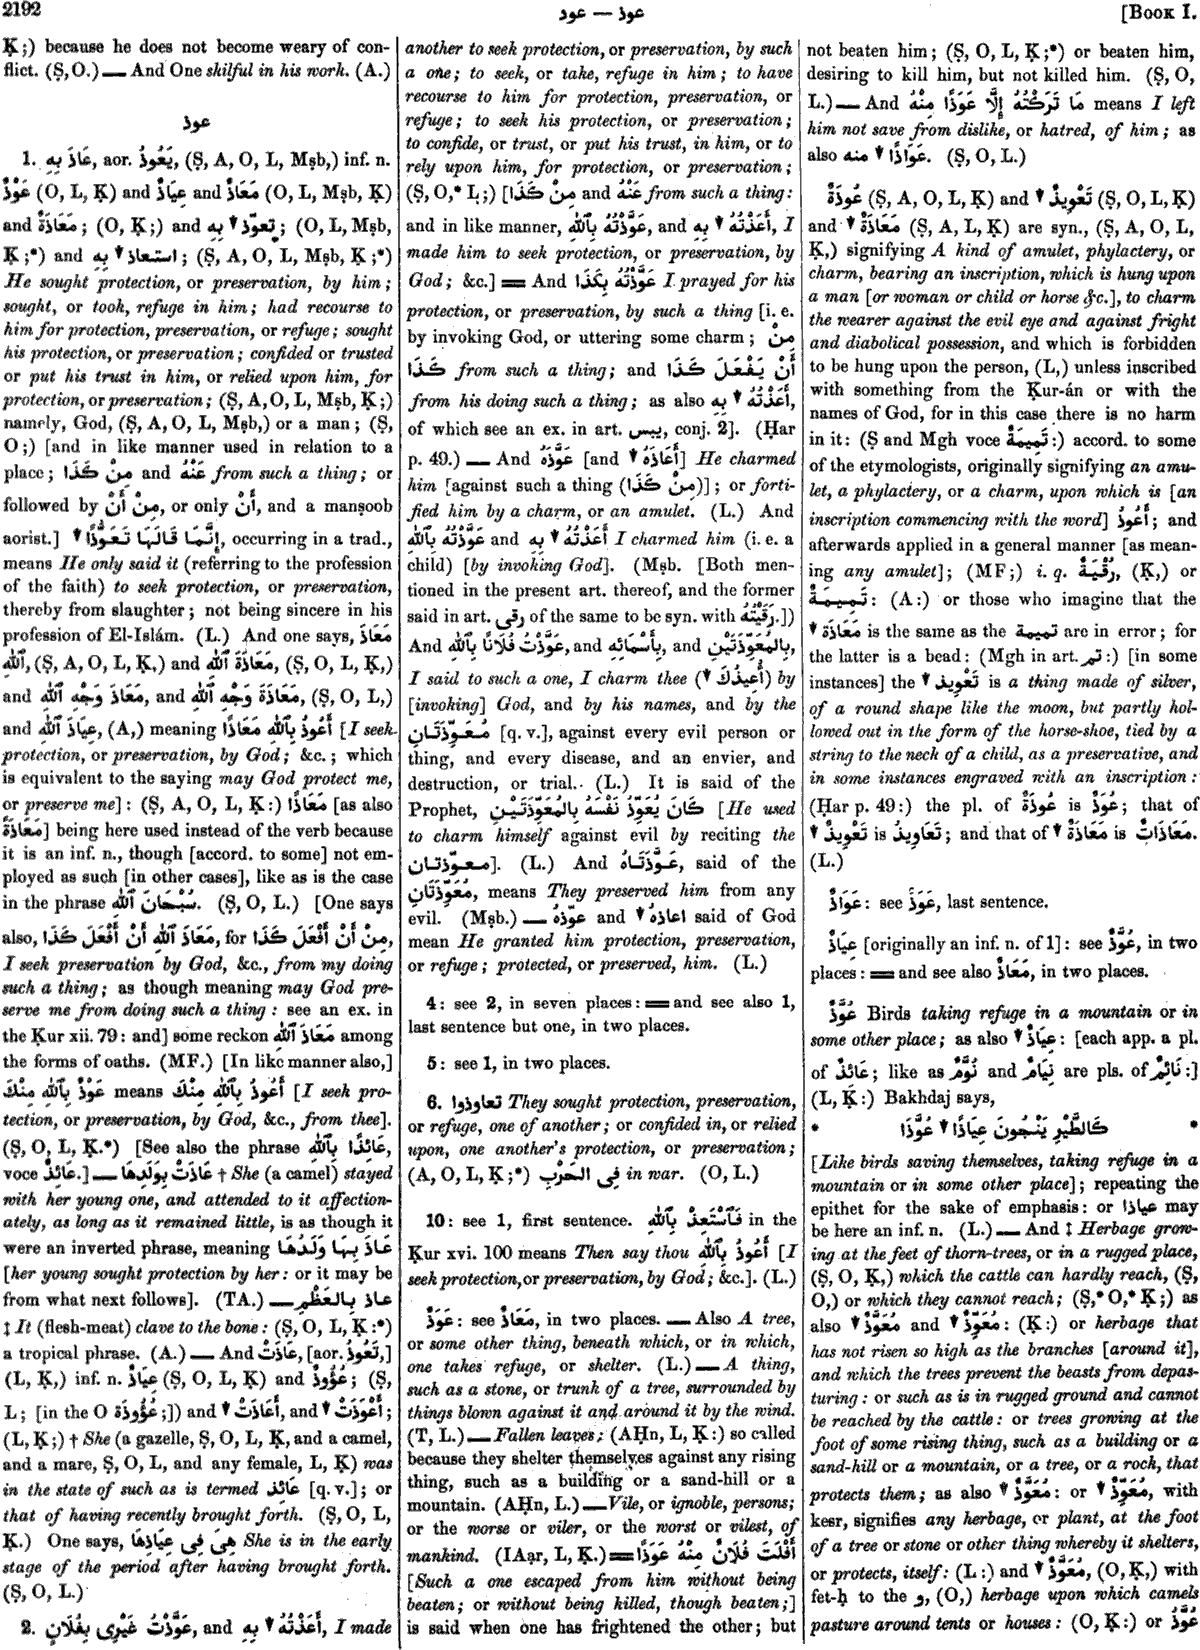 2192
عود — عوذ
[BOOK I.
Ḳ;) because he does not become weary of con-
flict. (Ṣ,O.) — And One skilful in his work. (A.)
عوذ
1. عَاذَ بِهِ, aor. يَعُوذُ, (Ṣ, A, O, L, Mṣb,) inf. n.
عَوْذٌ (O, L, Ḳ) and عِيَاذٌ and مَعَاذٌ (O, L, Mṣb, Ḳ)
and مَعَاذَةٌ; (O, Ḳ;) and تعوّذ ▼ بِهِ; (O, L, Mṣb,
Ḳ;*) and استعاذ ▼ بِهِ; (Ṣ, A, O, L, Mṣb, Ḳ;*)
He sought protection, or preservation, by him;
sought, or took, refuge in him; had recourse to
him for protection, preservation, or refuge; sought
his protection, or preservation; confided or trusted
or put his trust in him, or relied upon him, for
protection, or preservation; (Ṣ, A, O, L, Mṣb, Ḳ;)
namely, God, (Ṣ, A, O, L, Mṣb,) or a man; (Ṣ,
O;) [and in like manner used in relation to a
place; مِنْ كَذَا and عَنْهُ from such a thing; or
followed by مِنْ أَنْ, or only أَنْ, and a manṣoob
aorist.] إِنَّمَا قَالَهَا تَعَوُّذًا ▼, occurring in a trad.,
means He only said it (referring to the profession
of the faith) to seek protection, or preservation,
thereby from slaughter; not being sincere in his
profession of El-Islám. (L.) And one says, مَعَاذَ
ٱللّٰهِ, (Ṣ, A, O, L, Ḳ,) and مَعَاذَةَ ٱللّٰهِ, (Ṣ, O, L, Ḳ,)
and مَعَاذَ وَجْهِ ٱللّٰهِ, and مَعَاذَةَ وَجْهِ ٱللّٰهِ, (Ṣ, O, L,)
and عِيَاذَ ٱللّٰهِ, (A,) meaning أَعُوذُ بِٱللّٰهِ مَعَاذًا [I seek
protection, or preservation, by God; &c.; which
is equivalent to the saying may God protect me,
or preserve me]: (Ṣ, A, O, L, Ḳ:) مَعَاذًا [as also
مَعَاذَةً] being here used instead of the verb because
it is an inf. n., though [accord. to some] not em-
ployed as such [in other cases], like as is the case
in the phrase سُبْحَانَ ٱللّٰهِ. (Ṣ, O, L.) [One says
also, مَعَاذَ ٱللّٰهِ أَنْ أَفْعَلَ كَذَا, for مِنْ أَنْ أَفْعَلَ كَذَا,
I seek preservation by God, &c., from my doing
such a thing; as though meaning may God pre-
serve me from doing such a thing: see an ex. in
the Ḳur xii. 79: and] some reckon مَعَاذَ ٱللّٰهِ among
the forms of oaths. (MF.) [In like manner also,]
عَوْذٌ بِٱللّٰهِ مِنْكَ means أَعُوذُ بِٱللّٰهِ مِنْكَ [I seek pro-
tection, or preservation, by God, &c., from thee].
(Ṣ, O, L, Ḳ.*) [See also the phrase عَائِذًا بِٱللّٰهِ,
voce عَائِذٌ.] — عَاذَتْ بِوَلَدِهَا † She (a camel) stayed
with her young one, and attended to it affection-
ately, as long as it remained little, is as though it
were an inverted phrase, meaning عَاذَ بِهَا وَلَدُهَا
[her young sought protection by her: or it may be
from what next follows]. (TA.) — عاذ بِالعَظْمِ
‡ It (flesh-meat) clave to the bone: (Ṣ, O, L, Ḳ:*)
a tropical phrase. (A.) — And عَاذَتْ, [aor. تَعُوذُ,]
(L, Ḳ,) inf. n. عِيَاذٌ (Ṣ, O, L, Ḳ) and عُؤُوذٌ; (Ṣ,
L; [in the O عُؤُوذَة;]) and أَعَاذَتْ ▼, and أَعْوَذَتْ ▼;
(L, Ḳ;) † She (a gazelle, Ṣ, O, L, Ḳ, and a camel,
and a mare, Ṣ, O, L, and any female, L, Ḳ) was
in the state of such as is termed عَائِذ [q. v.]; or
that of having recently brought forth. (Ṣ, O, L,
Ḳ.) One says, هِىَ فِى عِيَاذِهَا She is in the early
stage of the period after having brought forth.
(Ṣ, O, L.)
2. عَوَّذْتُ غَيْرِى بِفُلَانٍ, and أَعَذْتُهُ ▼ بِهِ, I made
another to seek protection, or preservation, by such
a one; to seek, or take, refuge in him; to have
recourse to him for protection, preservation, or
refuge; to seek his protection, or preservation;
to confide, or trust, or put his trust, in him, or to
rely upon him, for protection, or preservation;
(Ṣ, O,* L;) [مِنْ كَذَا and عَنْهُ from such a thing:
and in like manner, عَوَّذْتُهُ بِٱللّٰهِ, and أَعَذْتُهُ ▼ بِهِ, I
made him to seek protection, or preservation, by
God; &c.] = And عَوَّذْتُهُ بِكَذَا I prayed for his
protection, or preservation, by such a thing [i. e.
by invoking God, or uttering some charm; مِنْ
كَذَا from such a thing; and أَنْ يَفْعَلَ كَذَا
from his doing such a thing; as also أَعَذْتُهُ ▼ بِهِ,
of which see an ex. in art. يبس, conj. 2]. (Ḥar
p. 49.) — And عَوَّذَهُ [and أَعَاذَهُ ▼] He charmed
him [against such a thing (مِنْ كَذَا)]; or forti-
fied him by a charm, or an amulet. (L.) And
عَوَّذْتُهُ بِٱللّٰهِ and أَعَذْتُهُ ▼ بِهِ I charmed him (i. e. a
child) [by invoking God]. (Mṣb. [Both men-
tioned in the present art. thereof, and the former
said in art. رقى of the same to be syn. with رَقَيْتُهُ.])
And عَوَّذْتُ فُلَانًا بِٱللّٰهِ, and بِأَسْمَائِهِ, and بِالمُعَوِّذَتَيْنِ,
I said to such a one, I charm thee (أُعِيذُكَ ▼) by
[invoking] God, and by his names, and by the
مُعَوِّذَتَانِ [q. v.], against every evil person or
thing, and every disease, and an envier, and
destruction, or trial. (L.) It is said of the
Prophet, كَانَ يُعَوِّذُ نَفْسَهُ بِالمُعَوِّذَتَيْنِ [He used
to charm himself against evil by reciting the
معوّذتان]. (L.) And عَوَّذَتَاهُ, said of the
مُعَوِّذَتَانِ, means They preserved him from any
evil. (Mṣb.) — عوّذهُ and اعاذهُ ▼ said of God
mean He granted him protection, preservation,
or refuge; protected, or preserved, him. (L.)
4: see 2, in seven places: = and see also 1,
last sentence but one, in two places.
5: see 1, in two places.
6. تعاوذوا They sought protection, preservation,
or refuge, one of another; or confided in, or relied
upon, one another's protection, or preservation;
(A, O, L, Ḳ;*) فِى الحَرْبِ in war. (O, L.)
10: see 1, first sentence. فَٱسْتَعِذْ بِٱللّٰهِ in the
Ḳur xvi. 100 means Then say thou أَعُوذُ بِٱللّٰهِ [I
seek protection, or preservation, by God; &c.]. (L.)
عَوَذٌ: see مَعَاذٌ, in two places. — Also A tree,
or some other thing, beneath which, or in which,
one takes refuge, or shelter. (L.) — A thing,
such as a stone, or trunk of a tree, surrounded by
things blown against it and around it by the wind.
(T, L.) — Fallen leaves; (AḤn, L, Ḳ:) so called
because they shelter themselves against any rising
thing, such as a building or a sand-hill or a
mountain. (AḤn, L.) — Vile, or ignoble, persons;
or the worse or viler, or the worst or vilest, of
mankind. (IAạr, L, Ḳ.) = أَفْلَتَ فُلَانٌ مِنْهُ عَوَذًا
[Such a one escaped from him without being
beaten; or without being killed, though beaten;]
is said when one has frightened the other; but
not beaten him; (Ṣ, O, L, Ḳ;*) or beaten him,
desiring to kill him, but not killed him. (Ṣ, O,
L.) — And مَا تَرَكْتُهُ إِلَّا عَوَذًا مِنْهُ means I left
him not save from dislike, or hatred, of him; as
also عَوَاذًا ▼ منه. (Ṣ, O, L.)
عُوذَةٌ (Ṣ, A, O, L, Ḳ) and تَعْوِيذٌ ▼ (Ṣ, O, L, Ḳ)
and مَعَاذَةٌ ▼ (Ṣ, A, L, Ḳ) are syn., (Ṣ, A, O, L,
Ḳ,) signifying A kind of amulet, phylactery, or
charm, bearing an inscription, which is hung upon
a man [or woman or child or horse &c.], to charm
the wearer against the evil eye and against fright
and diabolical possession, and which is forbidden
to be hung upon the person, (L,) unless inscribed
with something from the Ḳur-án or with the
names of God, for in this case there is no harm
in it: (Ṣ and Mgh voce تَمِيمَةٌ:) accord. to some
of the etymologists, originally signifying an amu-
let, a phylactery, or a charm, upon which is [an
inscription commencing with the word] أَعُوذُ; and
afterwards applied in a general manner [as mean-
ing any amulet]; (MF;) i. q. رُقْيَةٌ, (Ḳ,) or
تَمِيمَةٌ: (A:) or those who imagine that the
مَعَاذَة ▼ is the same as the تميمة are in error; for
the latter is a bead: (Mgh in art. تم:) [in some
instances] the تَعْوِيذ ▼ is a thing made of silver,
of a round shape like the moon, but partly hol-
lowed out in the form of the horse-shoe, tied by a
string to the neck of a child, as a preservative, and
in some instances engraved with an inscription:
(Ḥar p. 49:) the pl. of عُوذَةٌ is عُوَذٌ; that of
تَعْوِيذٌ ▼ is تَعَاوِيذُ; and that of مَعَاذَةٌ ▼ is مَعَاذَاتٌ.
(L.)
عَوَاذٌ: see عَوَذٌ, last sentence.
عِيَاذٌ [originally an inf. n. of 1]: see عُوَّذٌ, in two
places: = and see also مَعَاذٌ, in two places.
عُوَّذٌ Birds taking refuge in a mountain or in
some other place; as also عِيَاذٌ ▼: [each app. a pl.
of عَائِذٌ; like as نُوَّمٌ and نِيَامٌ are pls. of نَائِمٌ:]
(L, Ḳ:) Bakhdaj says,
* كَالطَّيْرِ يَنْجُونَ عِيَاذًا ▼ عُوَّذَا *
[Like birds saving themselves, taking refuge in a
mountain or in some other place]; repeating the
epithet for the sake of emphasis: or عياذا may
be here an inf. n. (L.) — And ‡ Herbage grow-
ing at the feet of thorn-trees, or in a rugged place,
(Ṣ, O, Ḳ,) which the cattle can hardly reach, (Ṣ,
O,) or which they cannot reach; (Ṣ,* O,* Ḳ;) as
also مُعَوِّذٌ ▼ and مُعَوَّذٌ ▼: (Ḳ:) or herbage that
has not risen so high as the branches [around it],
and which the trees prevent the beasts from depas-
turing: or such as is in rugged ground and cannot
be reached by the cattle: or trees growing at the
foot of some rising thing, such as a building or a
sand-hill or a mountain, or a tree, or a rock, that
protects them; as also مُعَوَّذٌ ▼: or مُعَوِّذٌ ▼, with
kesr, signifies any herbage, or plant, at the foot
of a tree or stone or other thing whereby it shelters,
or protects, itself: (L:) and مُعَوَّذٌ ▼, (O, Ḳ,) with
fet-ḥ to the و, (O,) herbage upon which camels
pasture around tents or houses: (O, Ḳ:) or عُوَّذٌ